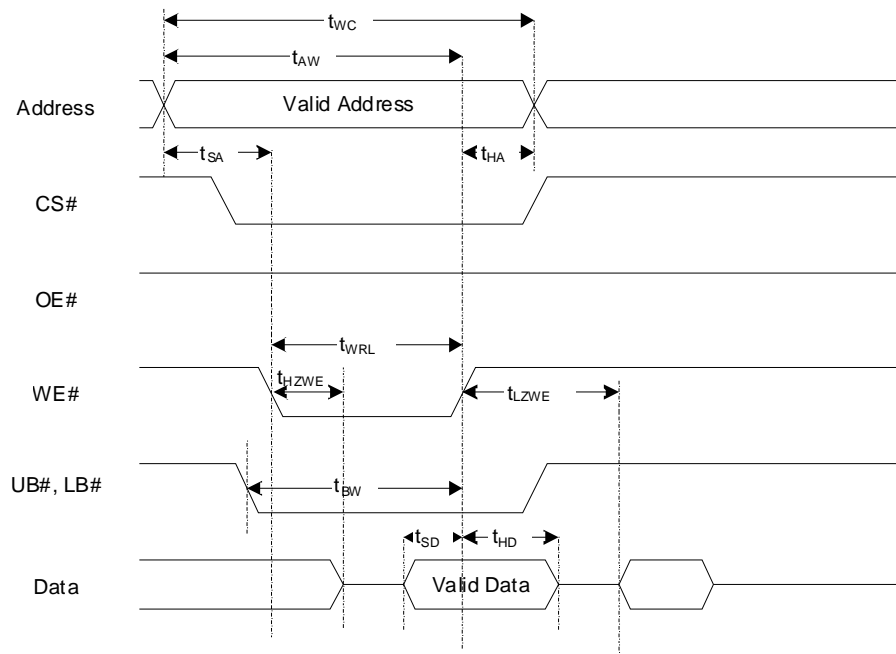 tWC
tAW
Address
Valid Address
tSA
tHA
CS#
OE#
tWRL
WE#
tHZWE
tLZWE
UB#, LB#
tBW
tSD
tHD
Data
Valid Data